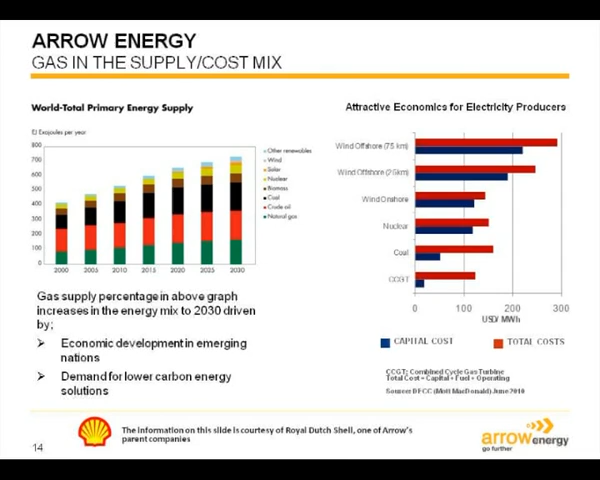 ARROW ENERGY
GAS IN THE SUPPLY/COST MIX
World-Total Primary Energy Supply
EJ Exojoules per year
800
700
600
500
400
300
200
100
0
2000 2005 2010 2015 2020 2025 2030
Other renewables
Wind
Solar
Nuclear
Biomass
Coal
Crude oil
Natural gas
Attractive Economics for Electricity Producers
Wind Offshore (75 km)
Wind Offshore (25km)
Wind Onshore
Nuclear
Coal
CCGT
0 100 200 300
USD/ MWh
CAPITAL COST TOTAL COSTS
CCGT; Combined Cycle Gas Turbine
Total Cost = Capital + Fuel + Operating
Source: DECC (Mott MacDonald) June 2010
Gas supply percentage in above graph
increases in the energy mix to 2030 driven
by;
Economic development in emerging
nations
Demand for lower carbon energy
solutions
The information on this slide is courtesy of Royal Dutch Shell, one of Arrow's
parent companies
arrowenergy
go further
14